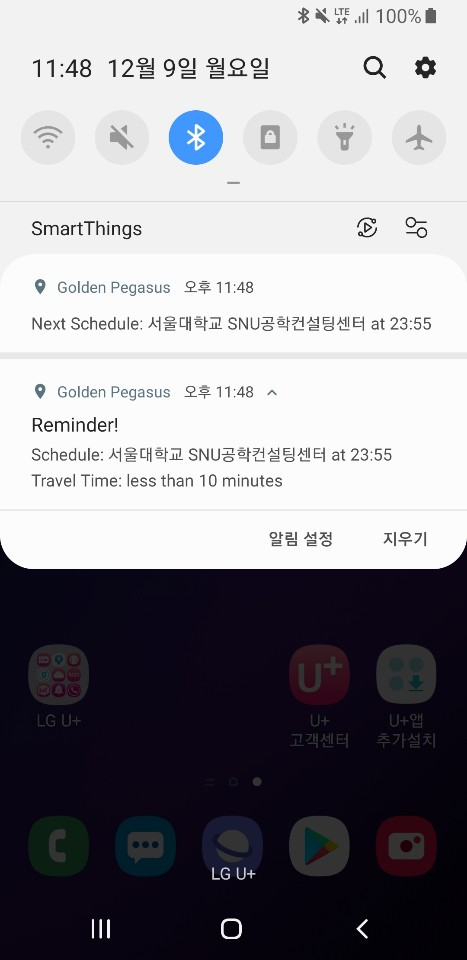 LTE 100%
11:48 12월 9일 월요일
SmartThings
Golden Pegasus 오후 11:48
Next Schedule: 서울대학교 SNU공학컨설팅센터 at 23:55
Golden Pegasus 오후 11:48
Reminder!
Schedule: 서울대학교 SNU공학컨설팅센터 at 23:55
Travel Time: less than 10 minutes
알림 설정 지우기
U+
LG U+ U+ U+앱
고객센터 추가설치
LG U+